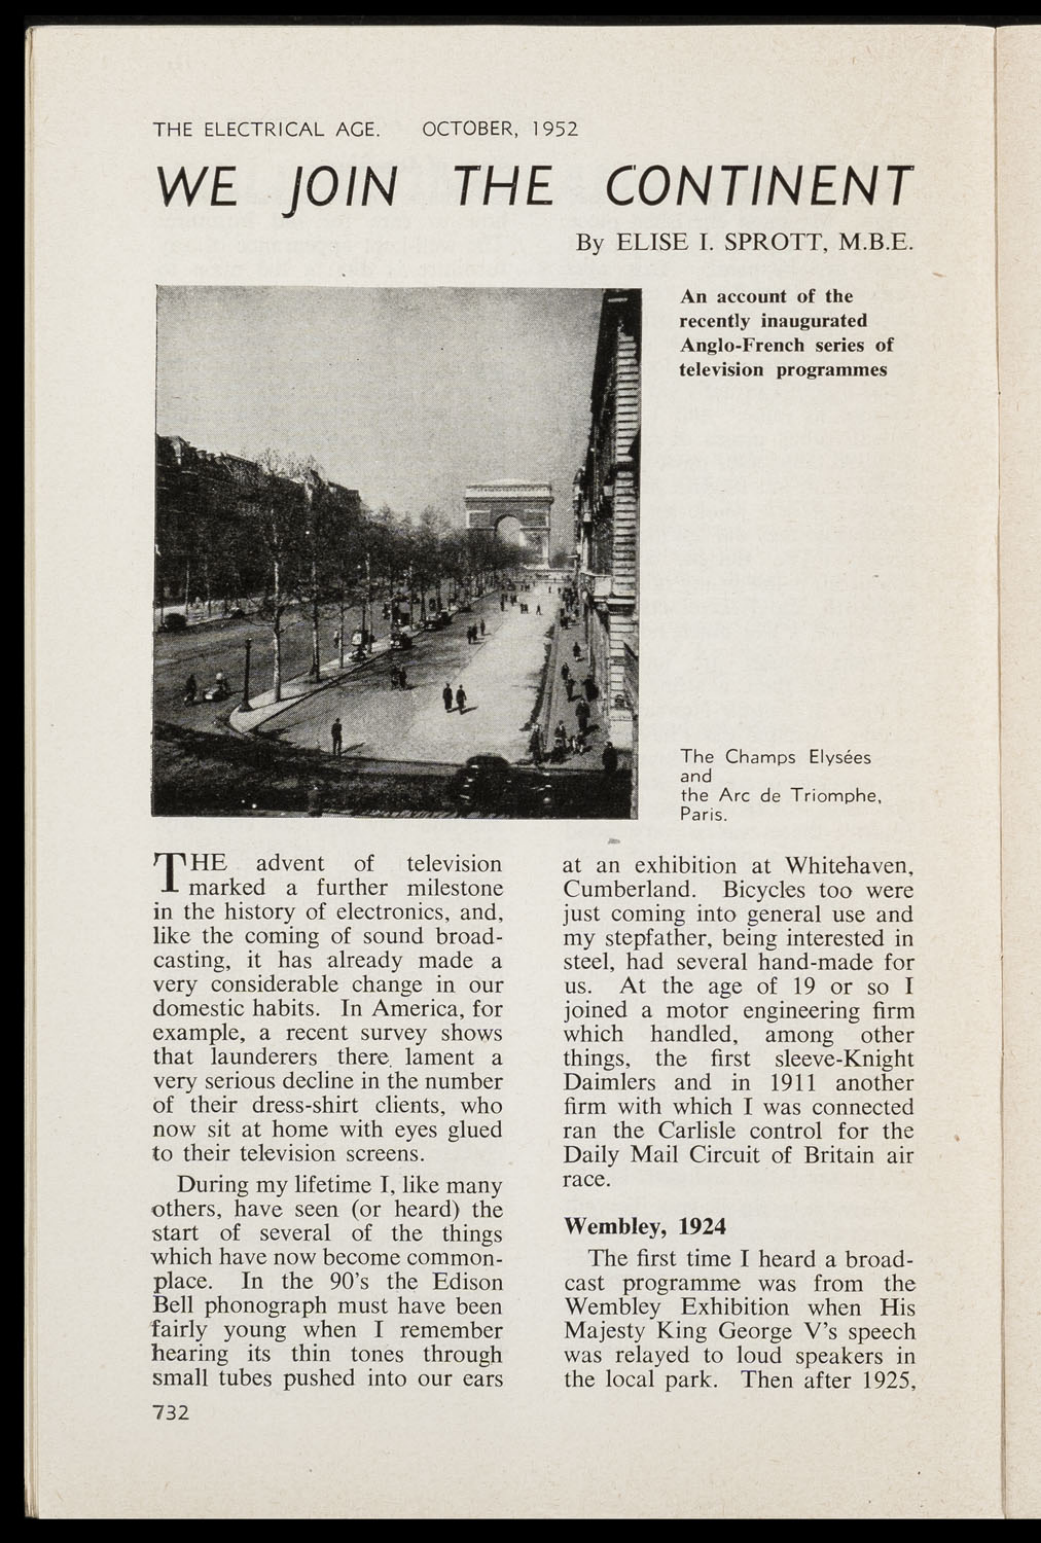 THE ELECTRICAL AGE. OCTOBER, 1952
WE JOIN THE CONTINENT
By ELISE I. SPROTT, M.B.E.
An account of the
recently inaugurated
Anglo-French series of
television programmes
The Champs Elysées
and
the Arc de Triomphe,
Paris.
THE advent of television
marked a further milestone
in the history of electronics, and,
like the coming of sound broad-
casting, it has already made a
very considerable change in our
domestic habits. In America, for
example, a recent survey shows
that launderers there lament a
very serious decline in the number
of their dress-shirt clients, who
now sit at home with eyes glued
to their television screens.
During my lifetime I, like many
others, have seen (or heard) the
start of several of the things
which have now become common-
place. In the 90's the Edison
Bell phonograph must have been
fairly young when I remember
hearing its thin tones through
small tubes pushed into our ears
at an exhibition at Whitehaven,
Cumberland. Bicycles too were
just coming into general use and
my stepfather, being interested in
steel, had several hand-made for
us. At the age of 19 or so I
joined a motor engineering firm
which handled, among other
things, the first sleeve-Knight
Daimlers and in 1911 another
firm with which I was connected
ran the Carlisle control for the
Daily Mail Circuit of Britain air
race.
Wembley, 1924
The first time I heard a broad-
cast programme was from the
Wembley Exhibition when His
Majesty King George V's speech
was relayed to loud speakers in
the local park. Then after 1925,
732